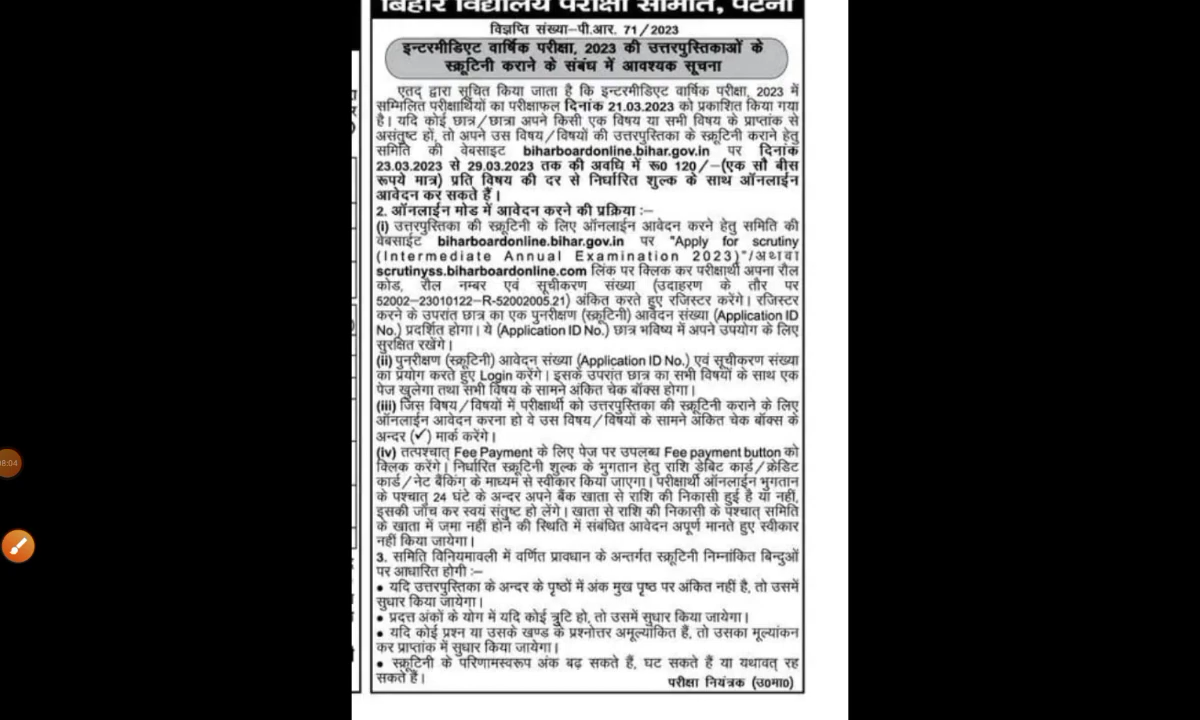 बिहार विद्यालय परीक्षा समिति, पटना
विज्ञप्ति संख्या–पी.आर. 71/2023
इन्टरमीडिएट वार्षिक परीक्षा, 2023 की उत्तरपुस्तिकाओं के
स्क्रूटिनी कराने के संबंध में आवश्यक सूचना
एतद् द्वारा सूचित किया जाता है कि इन्टरमीडिएट वार्षिक परीक्षा, 2023 में
सम्मिलित परीक्षार्थियों का परीक्षाफल दिनांक 21.03.2023 को प्रकाशित किया गया
है। यदि कोई छात्र/छात्रा अपने किसी एक विषय या सभी विषय के प्राप्तांक से
असंतुष्ट हों, तो अपने उस विषय/विषयों की उत्तरपुस्तिका के स्क्रूटिनी कराने हेतु
समिति की वेबसाइट biharboardonline.bihar.gov.in पर दिनांक
23.03.2023 से 29.03.2023 तक की अवधि में रू0 120/–(एक सौ बीस
रूपये मात्र) प्रति विषय की दर से निर्धारित शुल्क के साथ ऑनलाईन
आवेदन कर सकते हैं।
2. ऑनलाईन मोड में आवेदन करने की प्रक्रिया :–
(i) उत्तरपुस्तिका की स्क्रूटिनी के लिए ऑनलाईन आवेदन करने हेतु समिति की
वेबसाईट biharboardonline.bihar.gov.in पर "Apply for scrutiny
(Intermediate Annual Examination 2023)"/अथवा
scrutinyss.biharboardonline.com लिंक पर क्लिक कर परीक्षार्थी अपना रौल
कोड, रौल नम्बर एवं सूचीकरण संख्या (उदाहरण के तौर पर
52002–23010122–R-52002005.21) अंकित करते हुए रजिस्टर करेंगे। रजिस्टर
करने के उपरांत छात्र का एक पुनरीक्षण (स्क्रूटिनी) आवेदन संख्या (Application ID
No.) प्रदर्शित होगा। ये (Application ID No.) छात्र भविष्य में अपने उपयोग के लिए
सुरक्षित रखेंगे।
(ii) पुनरीक्षण (स्क्रूटिनी) आवेदन संख्या (Application ID No.) एवं सूचीकरण संख्या
का प्रयोग करते हुए Login करेंगे। इसके उपरांत छात्र का सभी विषयों के साथ एक
पेज खुलेगा तथा सभी विषय के सामने अंकित चेक बॉक्स होगा।
(iii) जिस विषय/विषयों में परीक्षार्थी को उत्तरपुस्तिका की स्क्रूटिनी कराने के लिए
ऑनलाईन आवेदन करना हो वे उस विषय/विषयों के सामने अंकित चेक बॉक्स के
अन्दर (✓) मार्क करेंगे।
(iv) तत्पश्चात् Fee Payment के लिए पेज पर उपलब्ध Fee payment button को
क्लिक करेंगे। निर्धारित स्क्रूटिनी शुल्क के भुगतान हेतु राशि डेबिट कार्ड/क्रेडिट
कार्ड/नेट बैंकिंग के माध्यम से स्वीकार किया जाएगा। परीक्षार्थी ऑनलाईन भुगतान
के पश्चात् 24 घंटे के अन्दर अपने बैंक खाता से राशि की निकासी हुई है या नहीं,
इसकी जाँच कर स्वयं संतुष्ट हो लेंगे। खाता से राशि की निकासी के पश्चात् समिति
के खाता में जमा नहीं होने की स्थिति में संबंधित आवेदन अपूर्ण मानते हुए स्वीकार
नहीं किया जायेगा।
3. समिति विनियमावली में वर्णित प्रावधान के अन्तर्गत स्क्रूटिनी निम्नांकित बिन्दुओं
पर आधारित होगी :–
• यदि उत्तरपुस्तिका के अन्दर के पृष्ठों में अंक मुख पृष्ठ पर अंकित नहीं है, तो उसमें
सुधार किया जायेगा।
• प्रदत्त अंकों के योग में यदि कोई त्रुटि हो, तो उसमें सुधार किया जायेगा।
• यदि कोई प्रश्न या उसके खण्ड के प्रश्नोत्तर अमूल्यांकित हैं, तो उसका मूल्यांकन
कर प्राप्तांक में सुधार किया जायेगा।
• स्क्रूटिनी के परिणामस्वरूप अंक बढ़ सकते हैं, घट सकते हैं या यथावत् रह
सकते हैं।
परीक्षा नियंत्रक (उ0मा0)
08:04